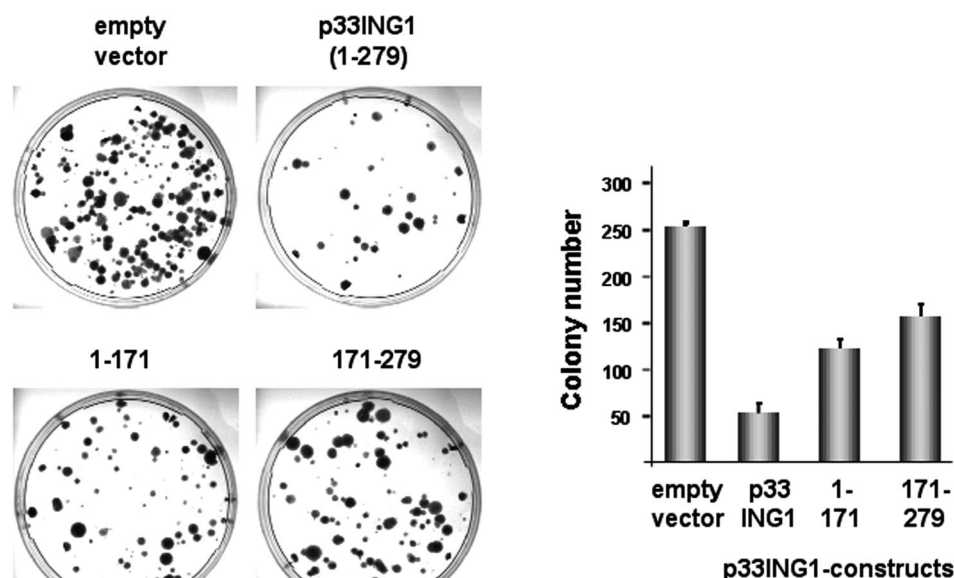 empty
vector
p33ING1
(1-279)
1-171
171-279
Colony number
300
250
200
150
100
50
empty
vector
p33
ING1
1-
171
171-
279
p33ING1-constructs